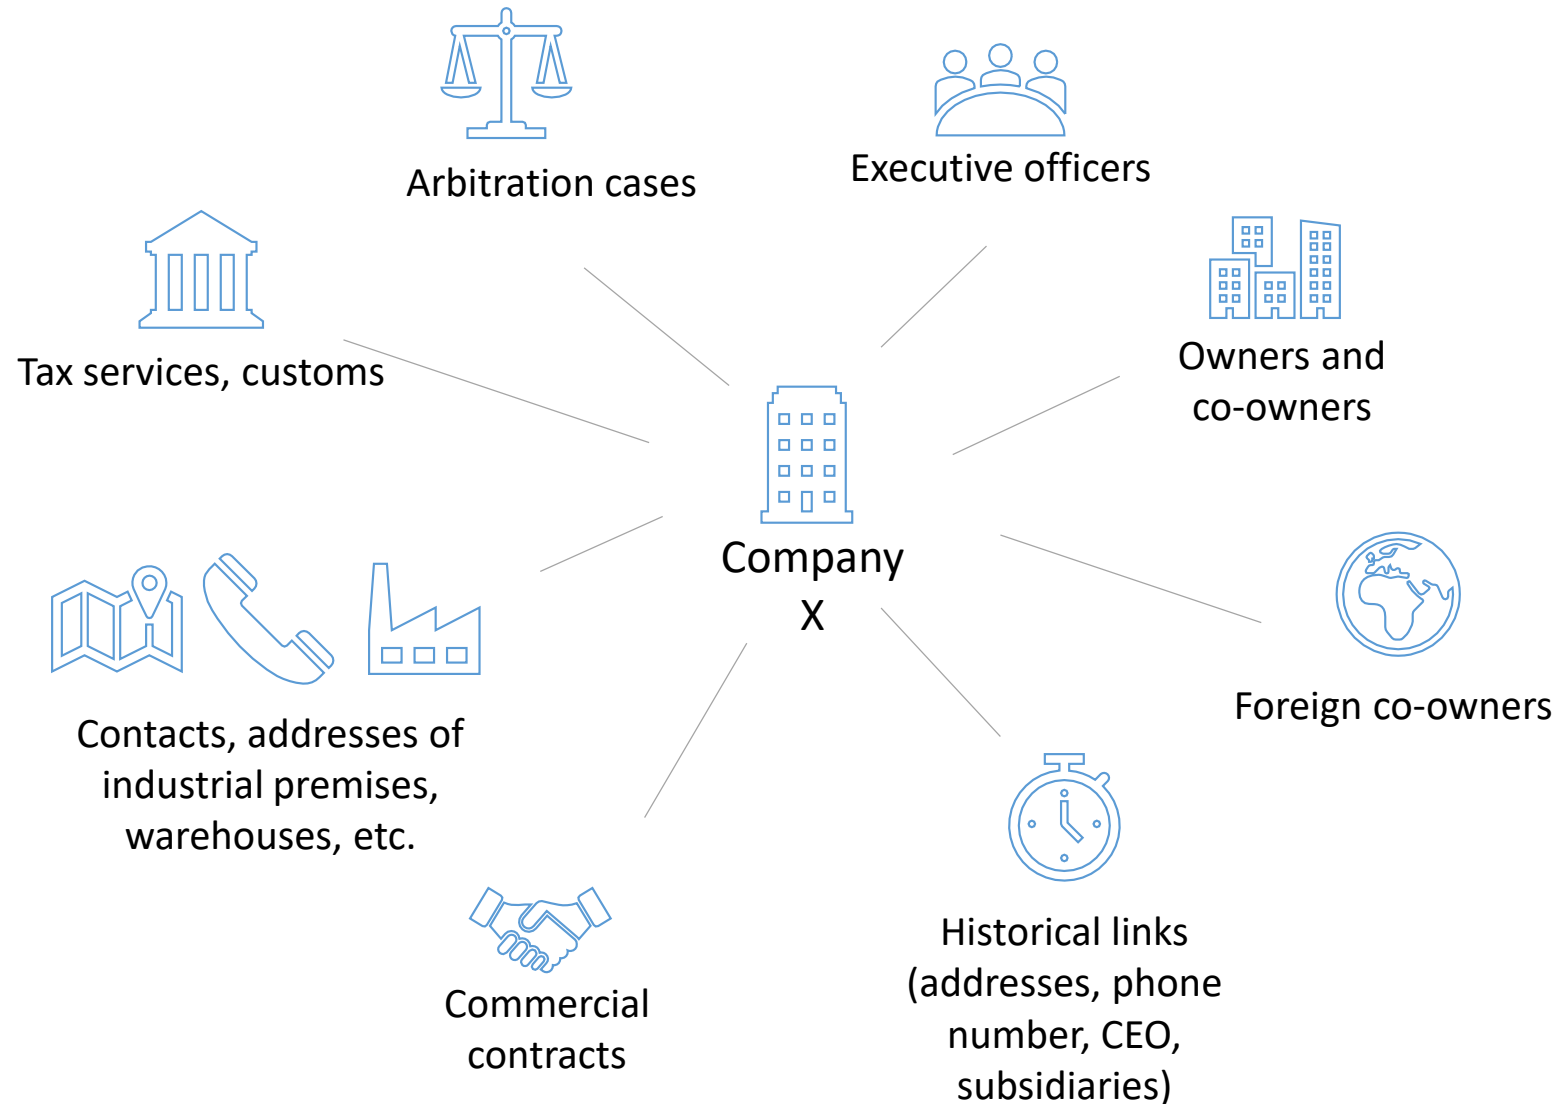 Arbitration cases
Executive officers
Tax services, customs
Owners and
co-owners
Company
X
Contacts, addresses of
industrial premises,
warehouses, etc.
Foreign co-owners
Commercial
contracts
Historical links
(addresses, phone
number, CEO,
subsidiaries)